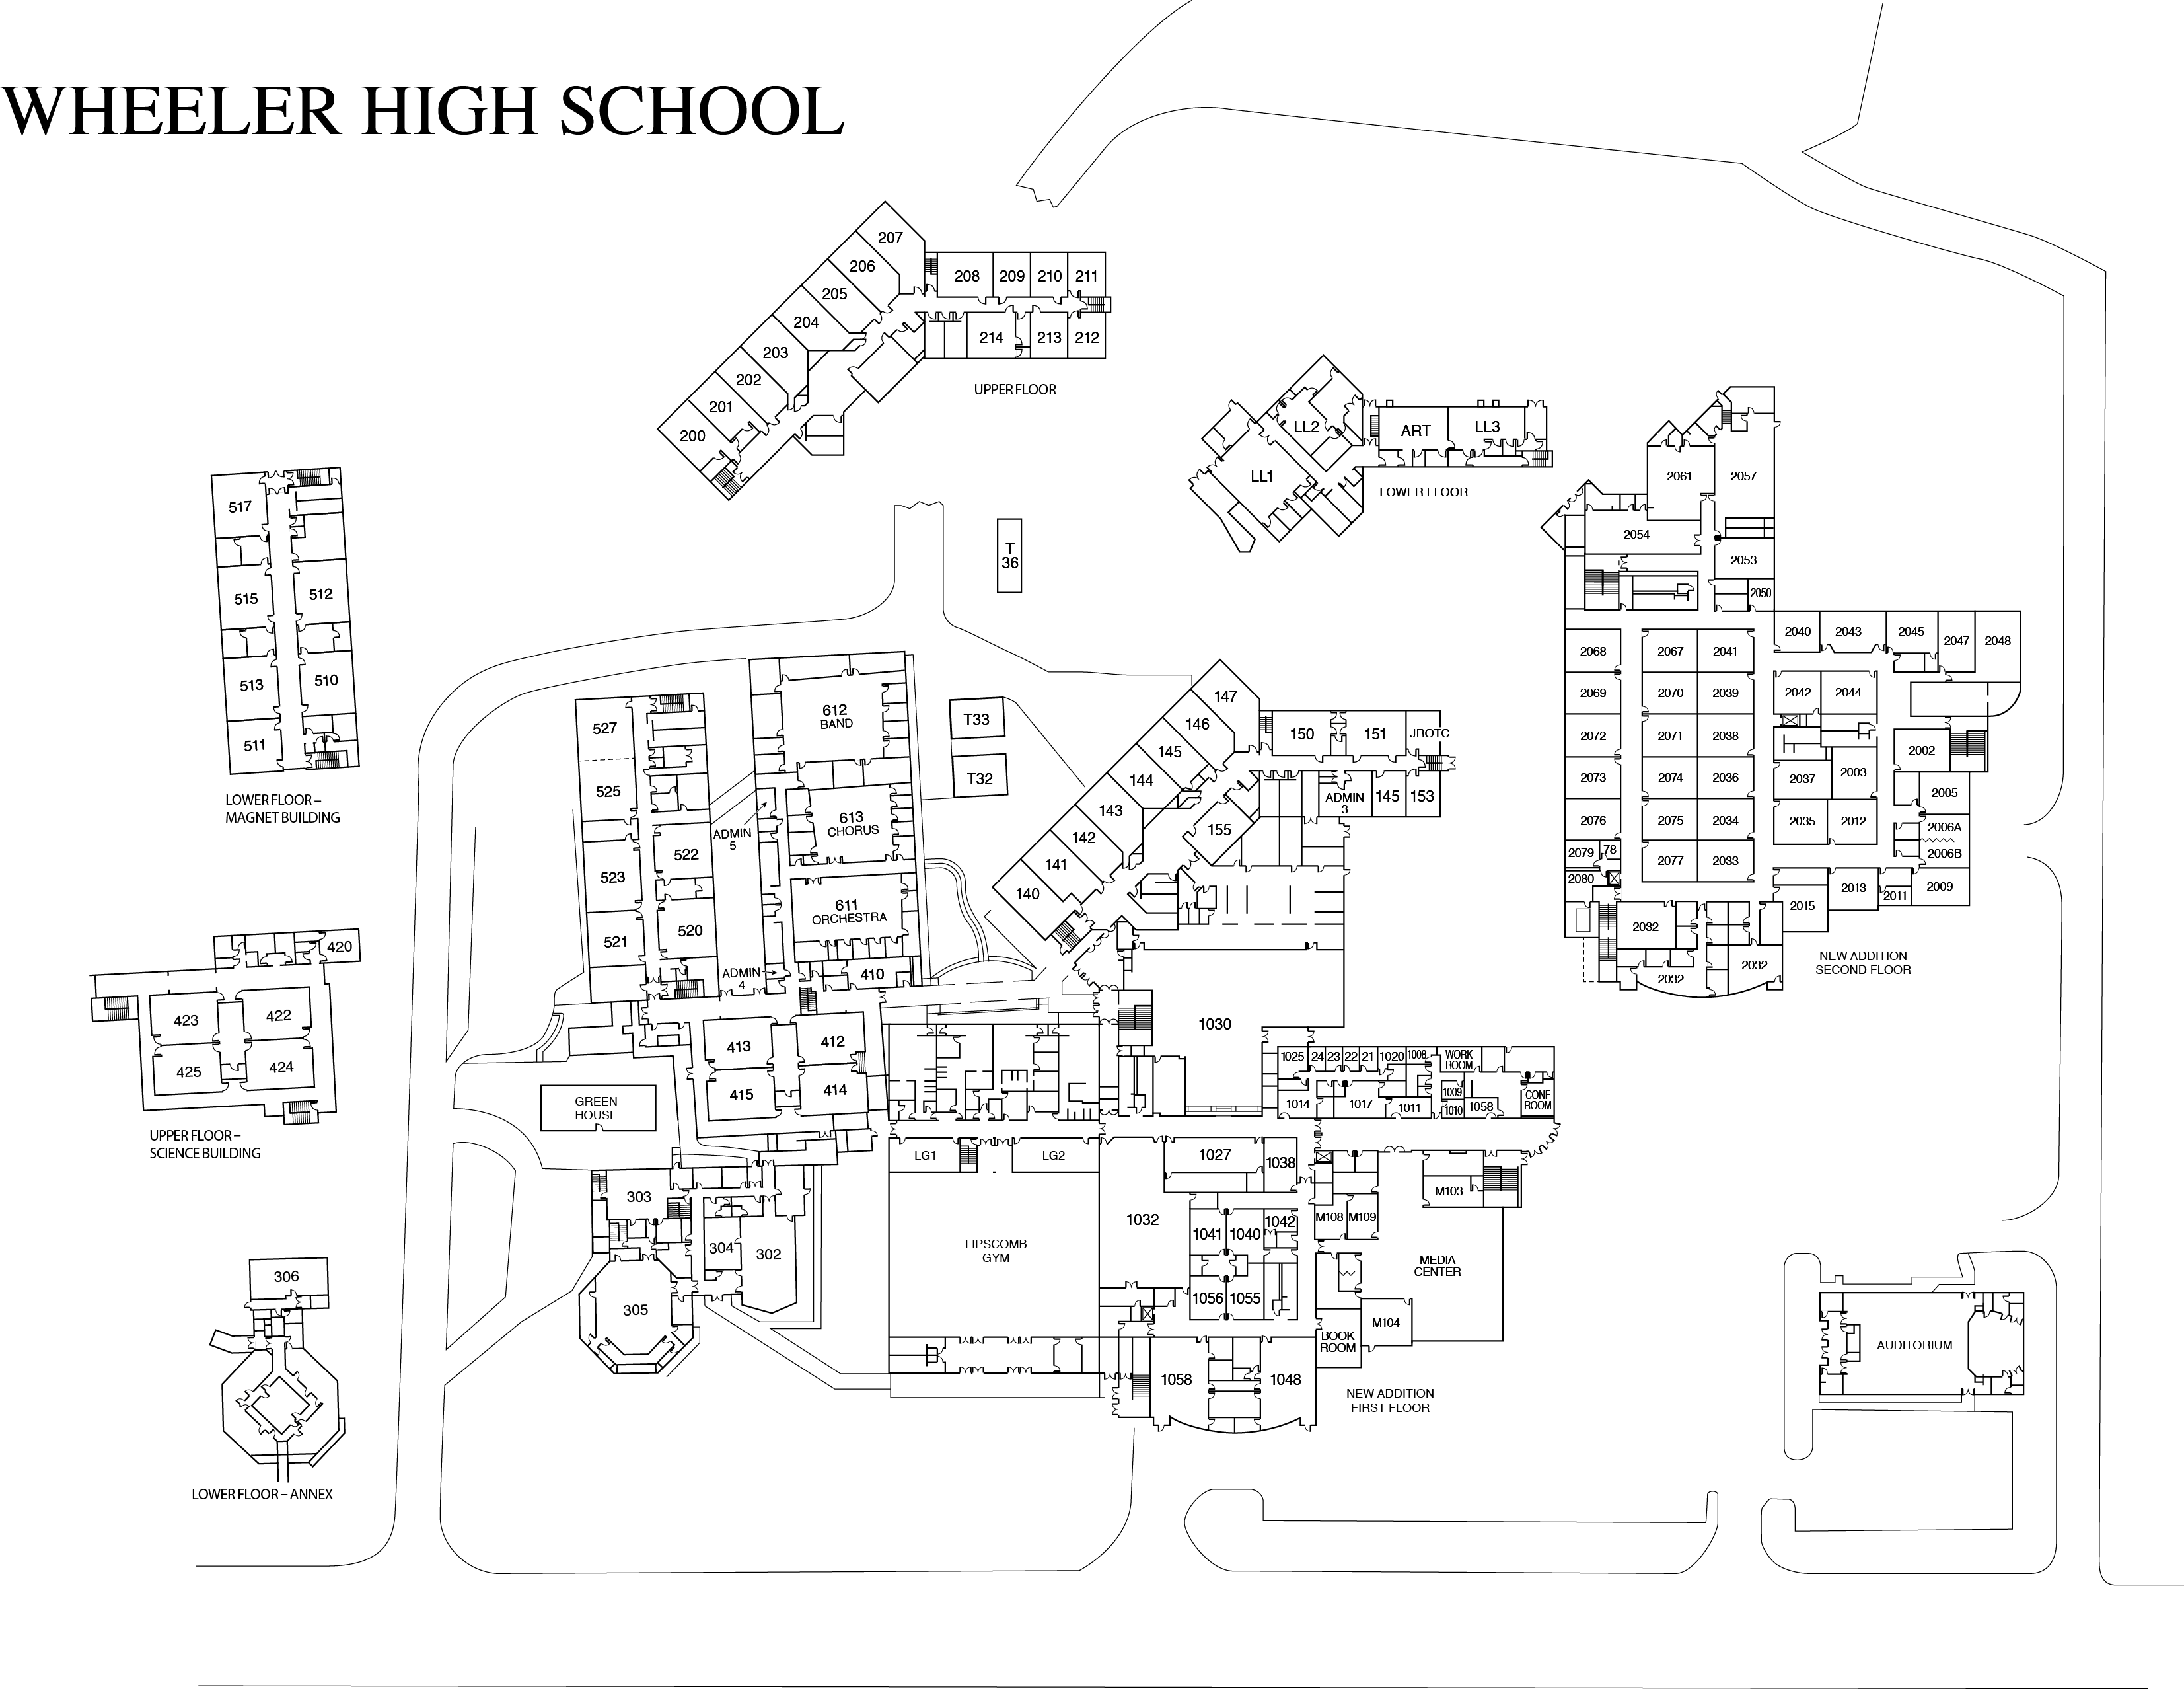 WHEELER HIGH SCHOOL
207
206
205
204
203
202
201
200
208
209
210
211
214
213
212
UPPER FLOOR
LL2
LL1
ART
LL3
LOWER FLOOR
T
36
517
515
512
513
510
511
LOWER FLOOR –
MAGNET BUILDING
420
423
422
425
424
UPPER FLOOR –
SCIENCE BUILDING
306
LOWER FLOOR – ANNEX
527
525
523
522
521
520
612
BAND
613
CHORUS
611
ORCHESTRA
ADMIN
5
ADMIN
4
410
413
412
415
414
GREEN
HOUSE
303
304
302
305
T33
T32
147
146
145
144
143
142
141
140
150
151
JROTC
ADMIN
3
145
153
155
1030
1025
24
23
22
21
1020
1008
WORK
ROOM
1014
1017
1011
1009
1010
1058
CONF
ROOM
LG1
LG2
LIPSCOMB
GYM
1027
1038
1032
1041
1040
1042
1056
1055
M108
M109
M103
MEDIA
CENTER
M104
BOOK
ROOM
1058
1048
NEW ADDITION
FIRST FLOOR
2061
2057
2054
2053
2050
2040
2043
2045
2047
2048
2068
2067
2041
2069
2070
2039
2042
2044
2072
2071
2038
2002
2073
2074
2036
2037
2003
2005
2076
2075
2034
2035
2012
2006A
2006B
2079
78
2077
2033
2080
2013
2011
2009
2015
2032
2032
2032
NEW ADDITION
SECOND FLOOR
AUDITORIUM